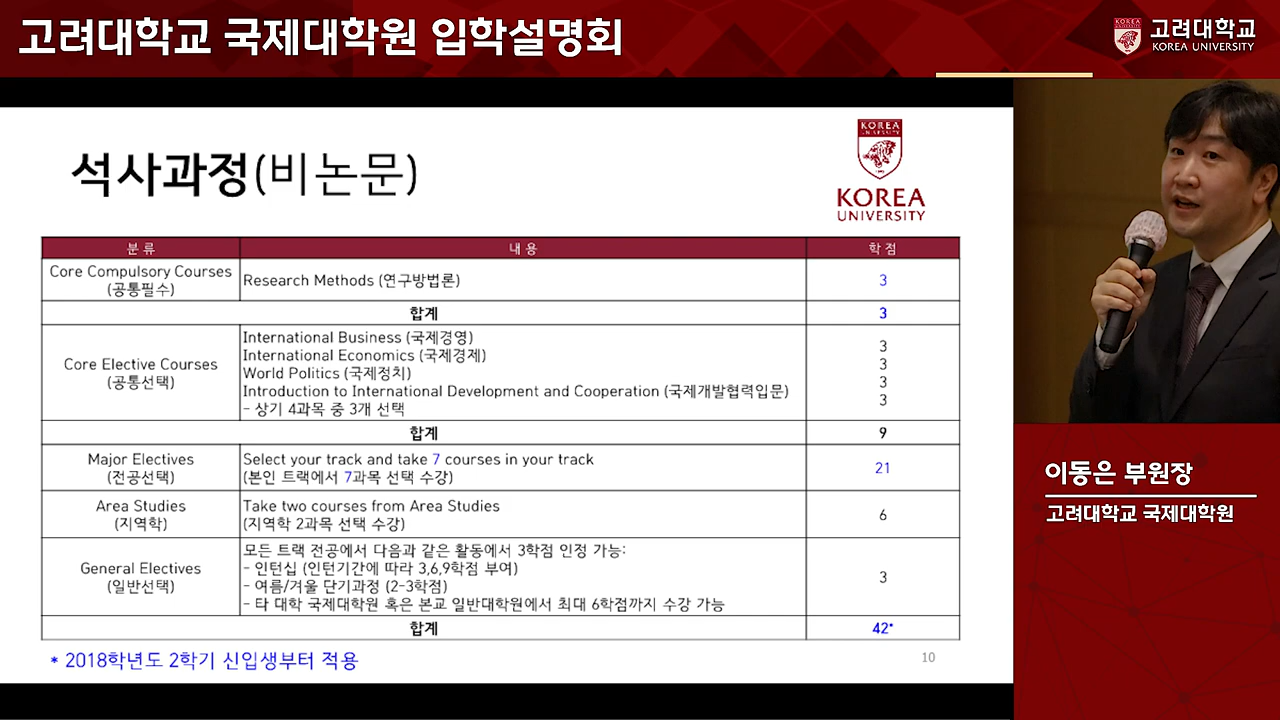 고려대학교 국제대학원 입학설명회
KOREA
고려대학교
KOREA UNIVERSITY
석사과정(비논문)
KOREA
UNIVERSITY
KOREA
UNIVERSITY
분 류 내 용 학 점
Core Compulsory Courses
(공통필수)
Research Methods (연구방법론)
3
합계 3
Core Elective Courses
(공통선택)
International Business (국제경영)
International Economics (국제경제)
World Politics (국제정치)
Introduction to International Development and Cooperation (국제개발협력입문)
- 상기 4과목 중 3개 선택
3
3
3
3
합계 9
Major Electives
(전공선택)
Select your track and take 7 courses in your track
(본인 트랙에서 7과목 선택 수강)
21
Area Studies
(지역학)
Take two courses from Area Studies
(지역학 2과목 선택 수강)
6
General Electives
(일반선택)
모든 트랙 전공에서 다음과 같은 활동에서 3학점 인정 가능:
- 인턴십 (인턴기간에 따라 3,6,9학점 부여)
- 여름/겨울 단기과정 (2-3학점)
- 타 대학 국제대학원 혹은 본교 일반대학원에서 최대 6학점까지 수강 가능
3
합계 42*
* 2018학년도 2학기 신입생부터 적용
10
이동은 부원장
고려대학교 국제대학원